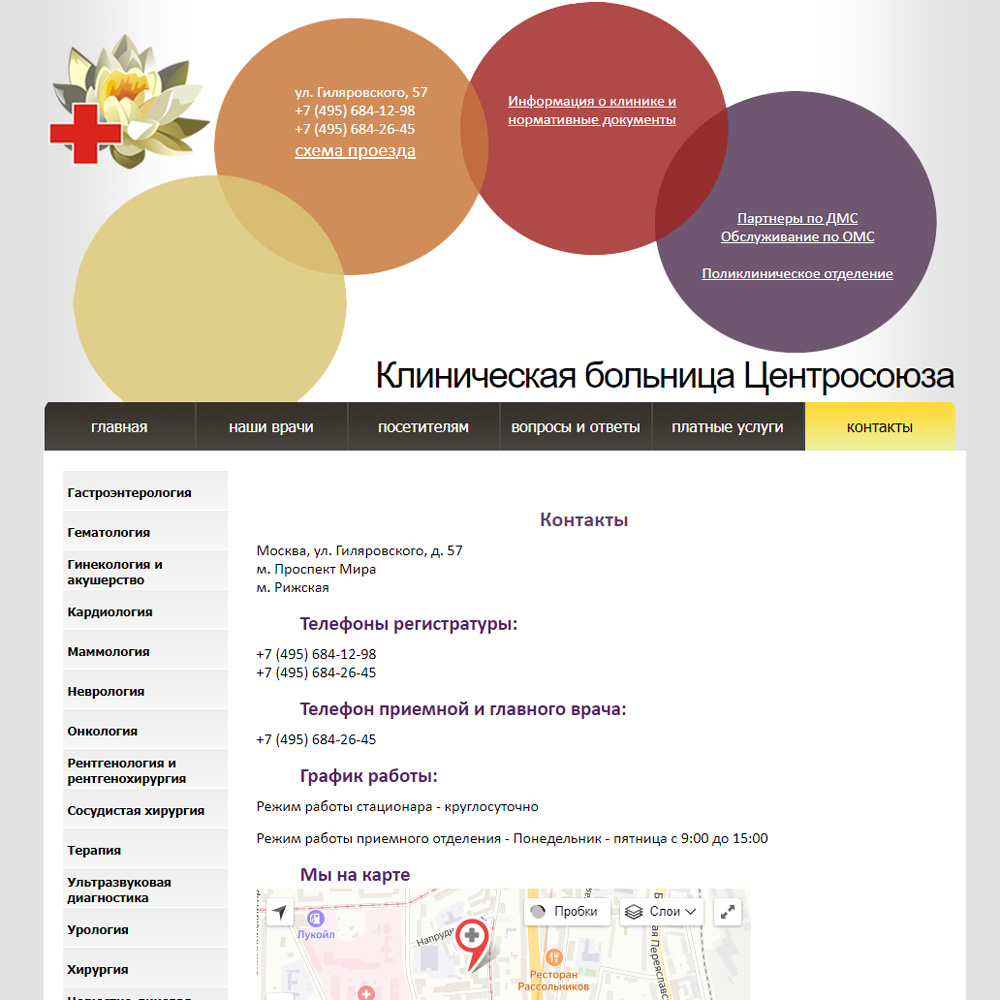 ул. Гиляровского, 57
+7 (495) 684-12-98
+7 (495) 684-26-45
схема проезда
Информация о клинике и
нормативные документы
Партнеры по ДМС
Обслуживание по ОМС
Поликлиническое отделение
Клиническая больница Центросоюза
главная
наши врачи
посетителям
вопросы и ответы
платные услуги
контакты
Гастроэнтерология
Гематология
Гинекология и
акушерство
Кардиология
Маммология
Неврология
Онкология
Рентгенология и
рентгенохирургия
Сосудистая хирургия
Терапия
Ультразвуковая
диагностика
Урология
Хирургия
Контакты
Москва, ул. Гиляровского, д. 57
м. Проспект Мира
м. Рижская
Телефоны регистратуры:
+7 (495) 684-12-98
+7 (495) 684-26-45
Телефон приемной и главного врача:
+7 (495) 684-26-45
График работы:
Режим работы стационара - круглосуточно
Режим работы приемного отделения - Понедельник - пятница с 9:00 до 15:00
Мы на карте
Пробки
Слои
Лукойл
Ресторан
Рассольников